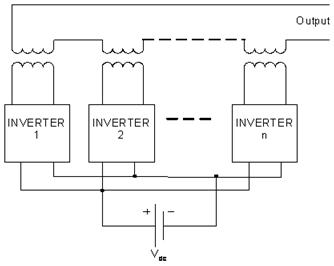 Output
INVERTER
1
INVERTER
2
INVERTER
n
+ −
Vdc